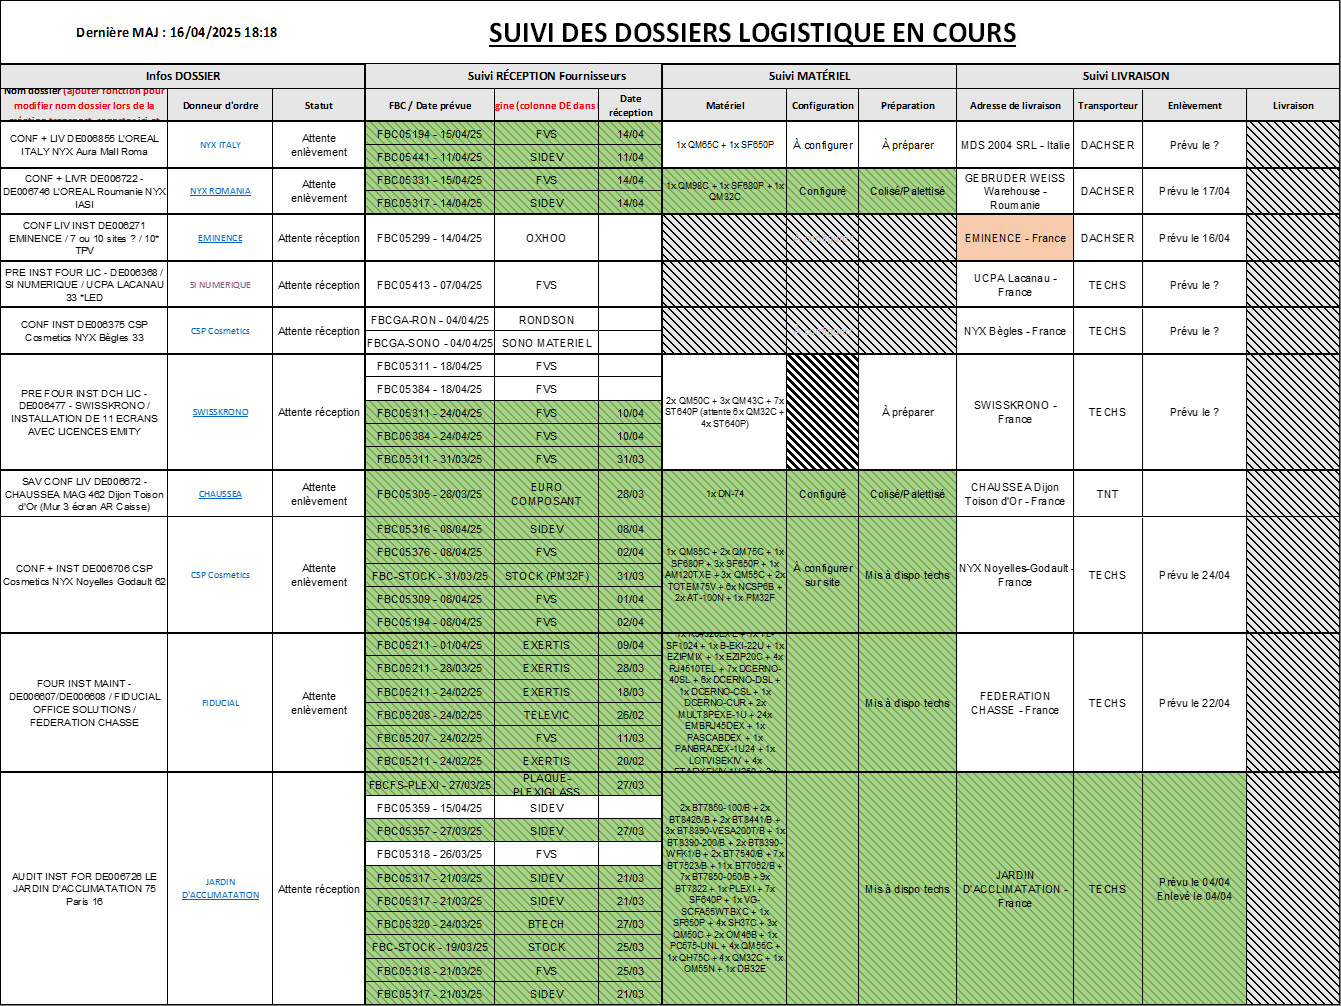 Dernière MAJ : 16/04/2025 18:18
SUIVI DES DOSSIERS LOGISTIQUE EN COURS
Infos DOSSIER
Suivi RÉCEPTION Fournisseurs
Suivi MATÉRIEL
Suivi LIVRAISON
Nom dossier (ajouter fonction pour
modifier nom dossier lors de la
Donneur d'ordre
Statut
FBC / Date prévue
gine (colonne DE dans
Date
réception
Matériel
Configuration
Préparation
Adresse de livraison
Transporteur
Enlèvement
Livraison
CONF + LIV DE006855 L'OREAL
ITALY NYX Aura Mall Roma
NYX ITALY
Attente
enlèvement
FBC05194 - 15/04/25
FVS
14/04
FBC05441 - 11/04/25
SIDEV
11/04
1x QM65C + 1x SF650P
À configurer
À préparer
MDS 2004 SRL - Italie
DACHSER
Prévu le ?
CONF + LIVR DE006722 -
DE006746 L'OREAL Roumanie NYX
IASI
NYX ROMANIA
Attente
enlèvement
FBC05331 - 15/04/25
FVS
14/04
FBC05317 - 14/04/25
SIDEV
14/04
1x QM98C + 1x SF680P + 1x
QM32C
Configuré
Colisé/Palettisé
GEBRUDER WEISS
Warehouse -
Roumanie
DACHSER
Prévu le 17/04
CONF LIV INST DE006271
EMINENCE / 7 ou 10 sites ? / 10*
TPV
EMINENCE
Attente réception
FBC05299 - 14/04/25
OXHOO
EMINENCE - France
DACHSER
Prévu le 16/04
PRE INST FOUR LIC - DE006368 /
SI NUMERIQUE / UCPA LACANAU
33 *LED
SI NUMERIQUE
Attente réception
FBC05413 - 07/04/25
FVS
UCPA Lacanau -
France
TECHS
Prévu le ?
CONF INST DE006375 CSP
Cosmetics NYX Bègles 33
CSP Cosmetics
Attente réception
FBCGA-RON - 04/04/25
RONDSON
FBCGA-SONO - 04/04/25
SONO MATERIEL
NYX Bègles - France
TECHS
Prévu le ?
PRE FOUR INST DCH LIC -
DE006477 - SWISSKRONO /
INSTALLATION DE 11 ECRANS
AVEC LICENCES EMITY
SWISSKRONO
Attente réception
FBC05311 - 18/04/25
FVS
FBC05384 - 18/04/25
FVS
FBC05311 - 24/04/25
FVS
10/04
FBC05384 - 24/04/25
FVS
10/04
FBC05311 - 31/03/25
FVS
31/03
2x QM50C + 3x QM43C + 7x
ST640P (attente 6x QM32C +
4x ST640P)
À préparer
SWISSKRONO -
France
TECHS
Prévu le ?
SAV CONF LIV DE006672 -
CHAUSSEA MAG 462 Dijon Toison
d'Or (Mur 3 écran AR Caisse)
CHAUSSEA
Attente
enlèvement
FBC05305 - 28/03/25
EURO
COMPOSANT
28/03
1x DN-74
Configuré
Colisé/Palettisé
CHAUSSEA Dijon
Toison d'Or - France
TNT
CONF + INST DE006706 CSP
Cosmetics NYX Noyelles Godault 62
CSP Cosmetics
Attente
enlèvement
FBC05316 - 08/04/25
SIDEV
08/04
FBC05376 - 08/04/25
FVS
02/04
FBC-STOCK - 31/03/25
STOCK (PM32F)
31/03
FBC05309 - 08/04/25
FVS
01/04
FBC05194 - 08/04/25
FVS
02/04
1x QM85C + 2x QM75C + 1x
SF680P + 3x SF650P + 1x
AM120TXE + 3x QM55C + 2x
TOTEM75V + 6x NCSP6B +
2x AT-100N + 1x PM32F
À configurer
sur site
Mis à dispo techs
NYX Noyelles-Godault -
France
TECHS
Prévu le 24/04
FOUR INST MAINT -
DE006607/DE006608 / FIDUCIAL
OFFICE SOLUTIONS /
FEDERATION CHASSE
FIDUCIAL
Attente
enlèvement
FBC05211 - 01/04/25
EXERTIS
09/04
FBC05211 - 28/03/25
EXERTIS
28/03
FBC05211 - 24/02/25
EXERTIS
18/03
FBC05208 - 24/02/25
TELEVIC
26/02
FBC05207 - 24/02/25
FVS
11/03
FBC05211 - 24/02/25
EXERTIS
20/02
SF1024 + 1x B-EKI-22U + 1x
EZIPMIX + 1x EZIP20C + 4x
RJ4510TEL + 7x DCERNO-
40SL + 6x DCERNO-DSL +
1x DCERNO-CSL + 1x
DCERNO-CUR + 2x
MULT8PEXE-1U + 24x
EMBRJ45DEX + 1x
PASCABDEX + 1x
PANBRADEX-1U24 + 1x
LOTVISEKIV + 4x
Mis à dispo techs
FEDERATION
CHASSE - France
TECHS
Prévu le 22/04
AUDIT INST FOR DE006726 LE
JARDIN D'ACCLIMATATION 75
Paris 16
JARDIN
D'ACCLIMATATION
Attente réception
FBCFS-PLEXI - 27/03/25
PLAQUE-
PLEXIGLASS
27/03
FBC05359 - 15/04/25
SIDEV
FBC05357 - 27/03/25
SIDEV
27/03
FBC05318 - 26/03/25
FVS
FBC05317 - 21/03/25
SIDEV
21/03
FBC05317 - 21/03/25
SIDEV
21/03
FBC05320 - 24/03/25
BTECH
27/03
FBC-STOCK - 19/03/25
STOCK
25/03
FBC05318 - 21/03/25
FVS
25/03
FBC05317 - 21/03/25
SIDEV
21/03
2x BT7850-100/B + 2x
BT8426/B + 2x BT8441/B +
3x BT8390-VESA200T/B + 1x
BT8390-200/B + 2x BT8390-
WFK1/B + 2x BT7540/B + 7x
BT7523/B + 11x BT7052/B +
7x BT7850-050/B + 9x
BT7822 + 1x PLEXI + 7x
SF640P + 1x VG-
SCFA55WTBXC + 1x
SF650P + 4x SH37C + 3x
QM50C + 2x OM46B + 1x
PC575-UNL + 4x QM55C +
1x QH75C + 4x QM32C + 1x
OM55N + 1x DB32E
Mis à dispo techs
JARDIN
D'ACCLIMATATION -
France
TECHS
Prévu le 04/04
Enlevé le 04/04